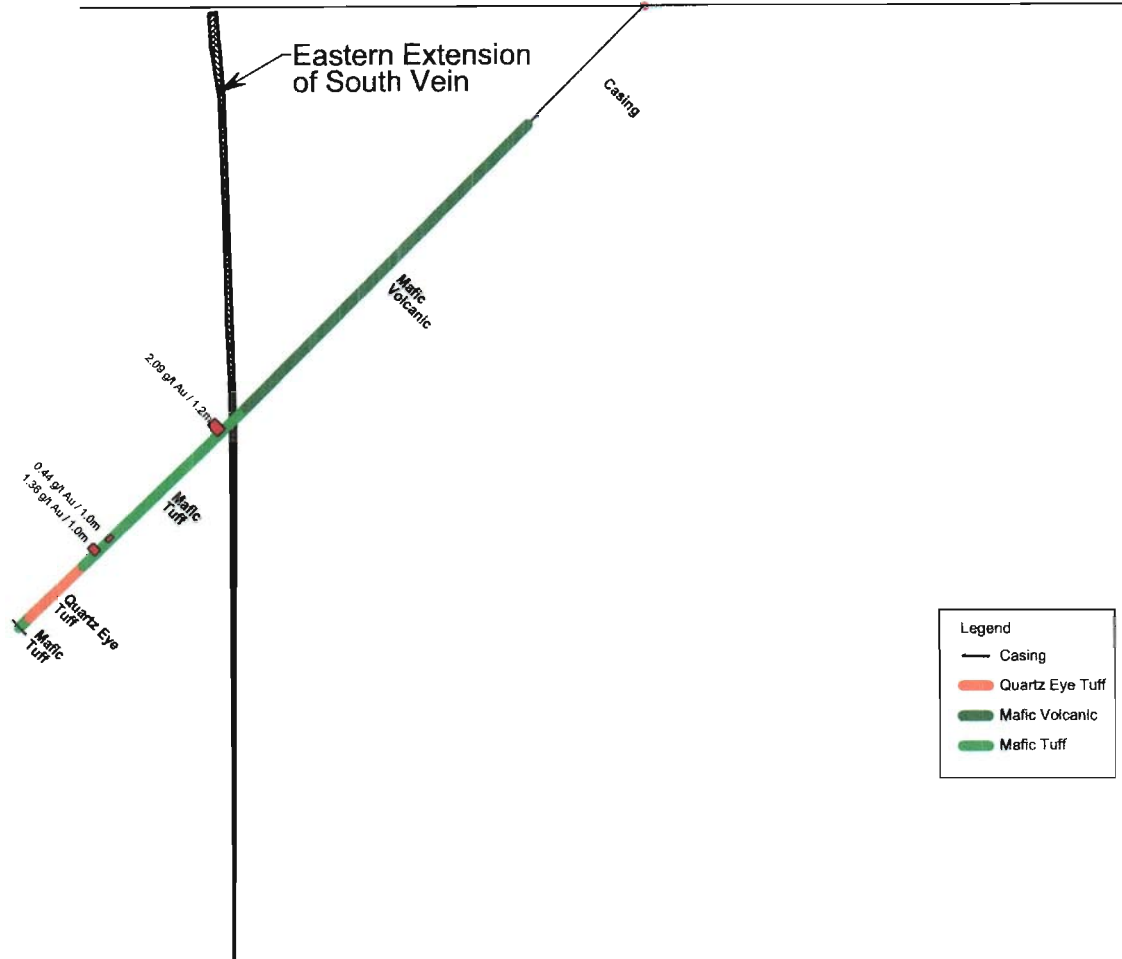 Eastern Extension
of South Vein
Casing
Mafic
Volcanic
2.09 g/t Au / 1.2m
Mafic
Tuff
0.44 g/t Au / 1.0m
1.36 g/t Au / 1.0m
Quartz Eye
Tuff
Mafic
Tuff
Legend
Casing
Quartz Eye Tuff
Mafic Volcanic
Mafic Tuff